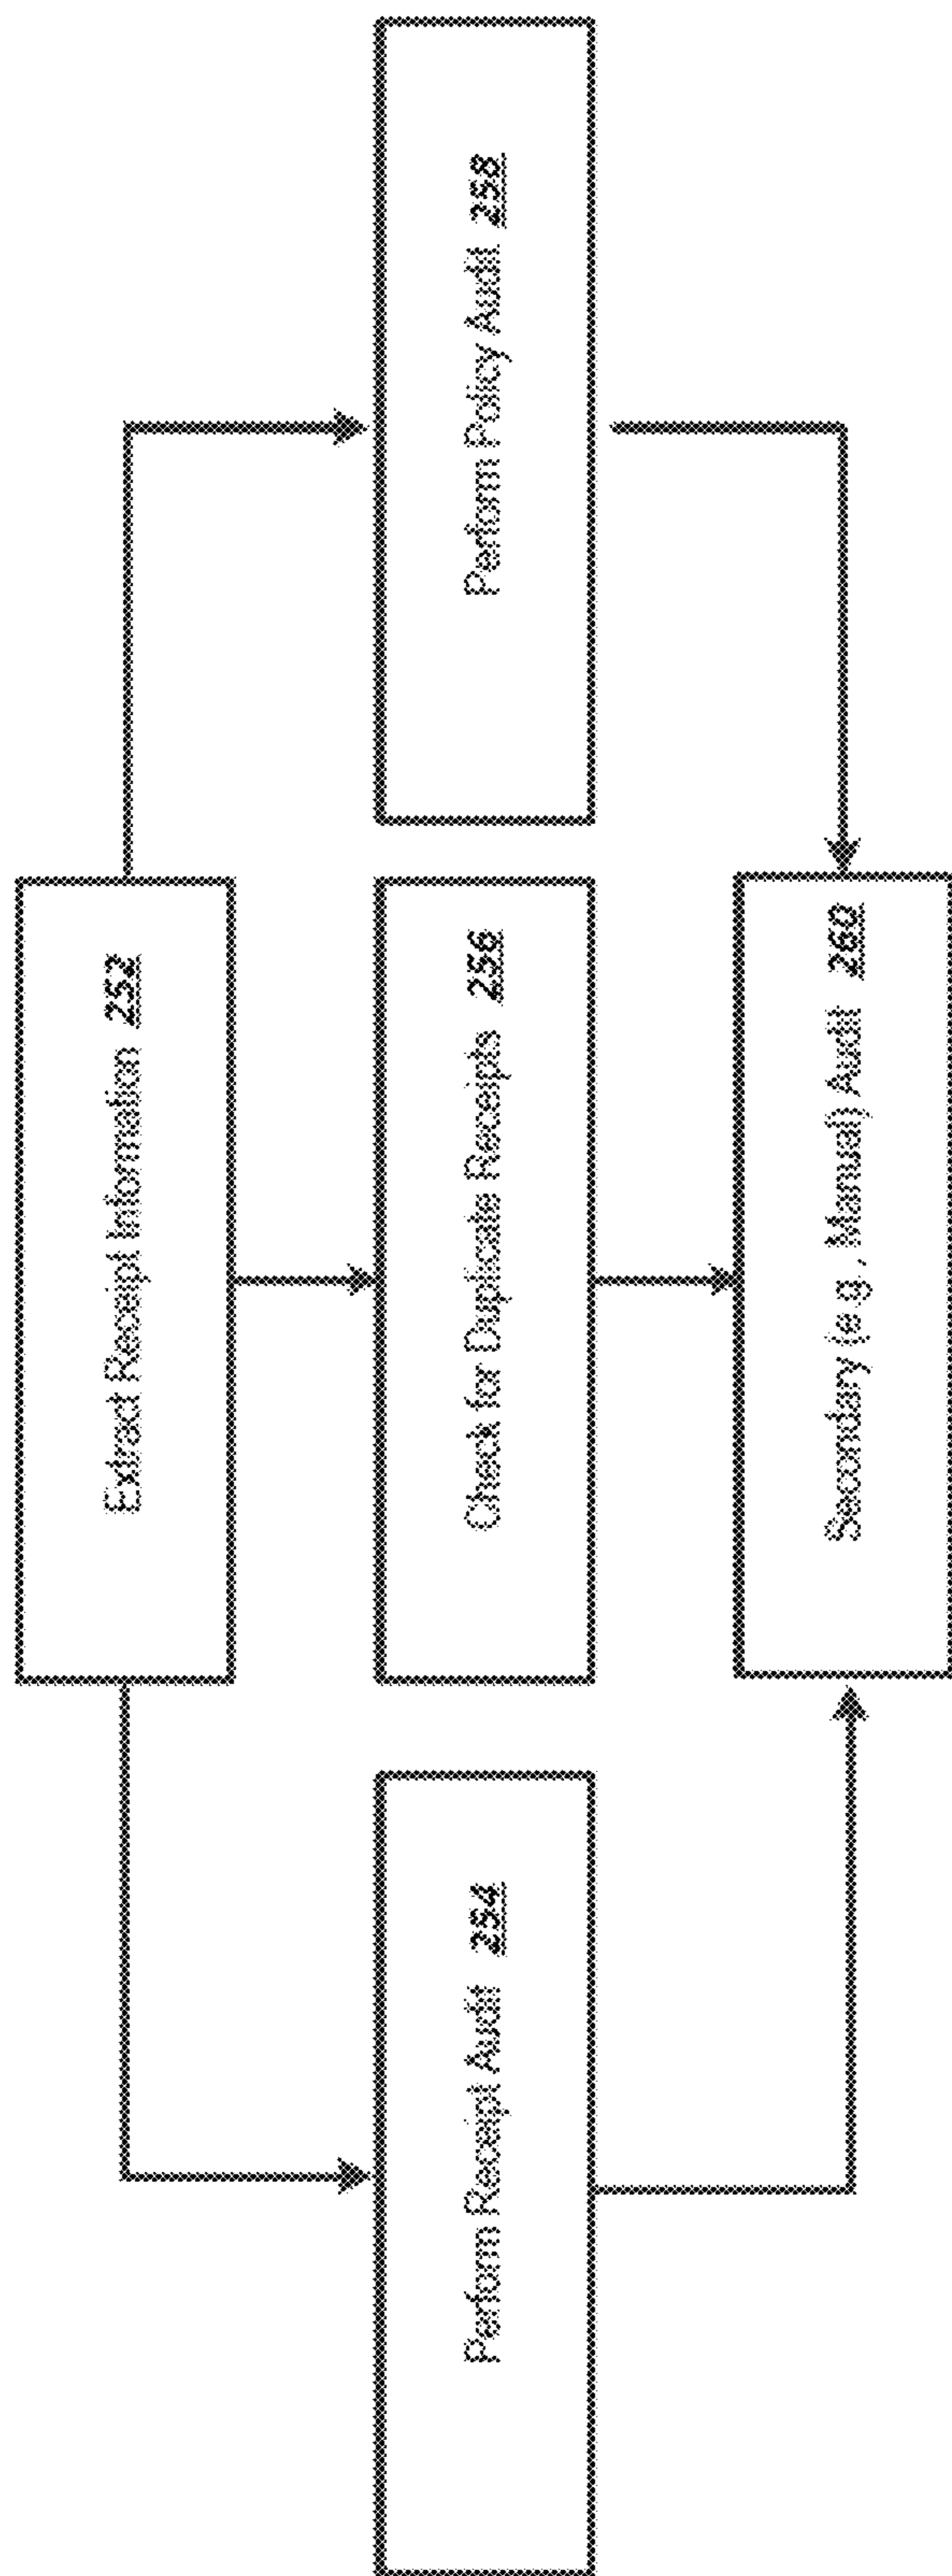 Extract Receipt Information 252
Perform Receipt Audit 254
Check for Duplicate Receipts 256
Perform Policy Audit 258
Secondary (e.g., Manual) Audit 260